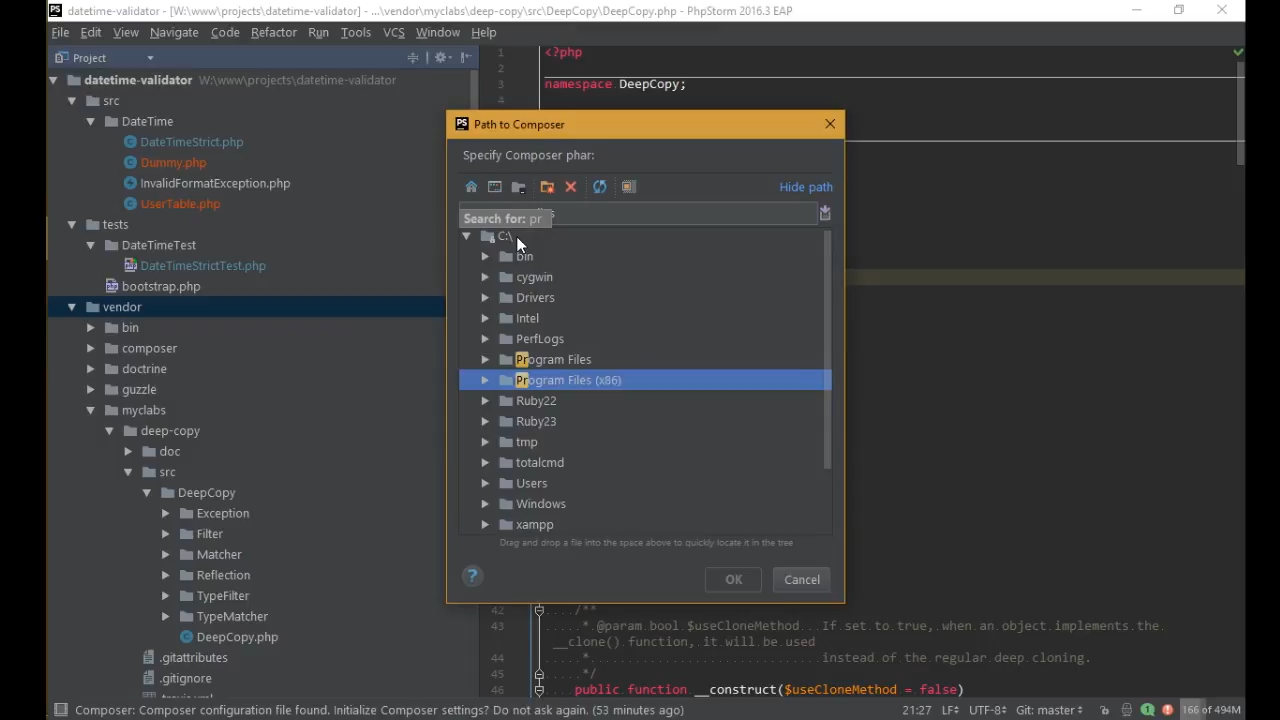 datetime-validator - [W:\www\projects\datetime-validator] - ...\vendor\myclabs\deep-copy\src\DeepCopy\DeepCopy.php - PhpStorm 2016.3 EAP
File Edit View Navigate Code Refactor Run Tools VCS Window Help
Project
datetime-validator W:\www\projects\datetime-validator
src
DateTime
DateTimeStrict.php
Dummy.php
InvalidFormatException.php
UserTable.php
tests
DateTimeTest
DateTimeStrictTest.php
bootstrap.php
vendor
bin
composer
doctrine
guzzle
myclabs
deep-copy
doc
src
DeepCopy
Exception
Filter
Matcher
Reflection
TypeFilter
TypeMatcher
DeepCopy.php
.gitattributes
.gitignore
.travis.yml
1 <?php
2
3 namespace DeepCopy;
4
Path to Composer
Specify Composer phar:
Hide path
Search for: pr
C:\
bin
cygwin
Drivers
Intel
PerfLogs
Program Files
Program Files (x86)
Ruby22
Ruby23
tmp
totalcmd
Users
Windows
xampp
Drag and drop a file into the space above to quickly locate it in the tree
? OK Cancel
42 /**
43 * @param bool $useCloneMethod If set to true, when an object implements the
__clone() function, it will be used
44 * instead of the regular deep cloning.
45 */
46 public function __construct($useCloneMethod = false)
Composer: Composer configuration file found. Initialize Composer settings? Do not ask again. (53 minutes ago) 21:27 LF÷ UTF-8÷ Git: master÷ 1 166 of 494M